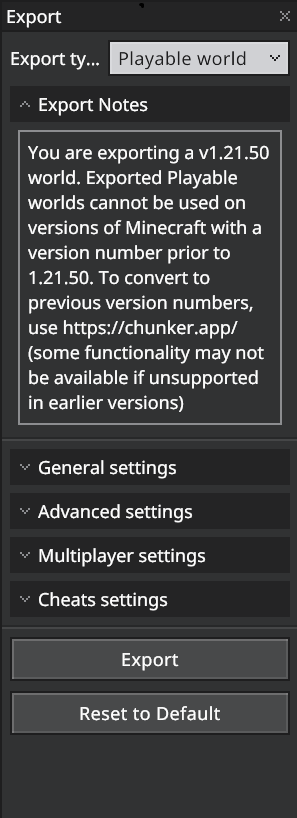 Export
Export ty...
Playable world
Export Notes
You are exporting a v1.21.50
world. Exported Playable
worlds cannot be used on
versions of Minecraft with a
version number prior to
1.21.50. To convert to
previous version numbers,
use https://chunker.app/
(some functionality may not
be available if unsupported
in earlier versions)
General settings
Advanced settings
Multiplayer settings
Cheats settings
Export
Reset to Default